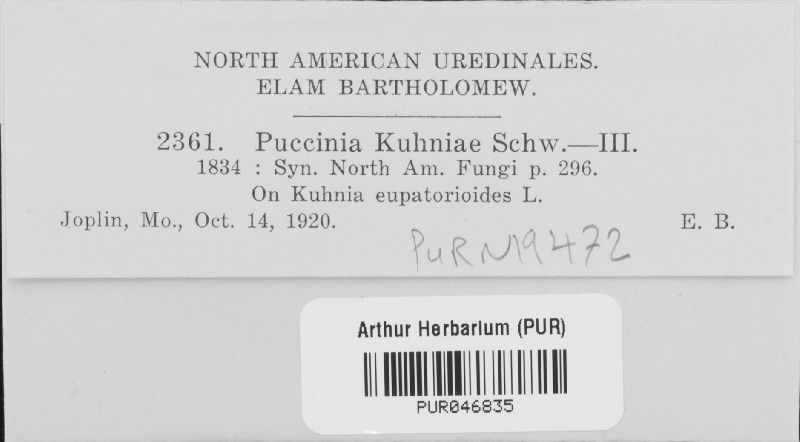 NORTH AMERICAN UREDINALES.
ELAM BARTHOLOMEW.
2361. Puccinia Kuhniae Schw.—III.
1834 : Syn. North Am. Fungi p. 296.
On Kuhnia eupatorioides L.
Joplin, Mo., Oct. 14, 1920. E. B.
PUR N19472
Arthur Herbarium (PUR)
PUR046835